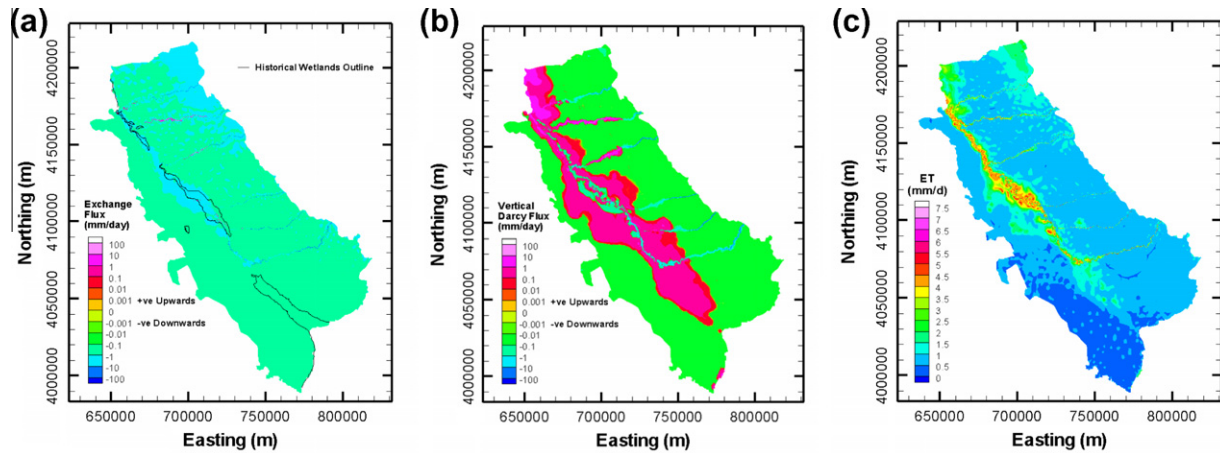 (a)
Historical Wetlands Outline
Northing (m)
4200000
4150000
4100000
4050000
4000000
Exchange
Flux
(mm/day)
100
10
1
0.1
0.01
0.001 +ve Upwards
0
-0.001 -ve Downwards
-0.01
-0.1
-1
-10
-100
650000 700000 750000 800000
Easting (m)
(b)
Northing (m)
4200000
4150000
4100000
4050000
4000000
Vertical
Darcy Flux
(mm/day)
100
10
1
0.1
0.01
0.001 +ve Upwards
0
-0.001 -ve Downwards
-0.01
-0.1
-1
-10
-100
650000 700000 750000 800000
Easting (m)
(c)
Northing (m)
4200000
4150000
4100000
4050000
4000000
ET
(mm/d)
7.5
7
6.5
6
5.5
5
4.5
4
3.5
3
2.5
2
1.5
1
0.5
0
650000 700000 750000 800000
Easting (m)